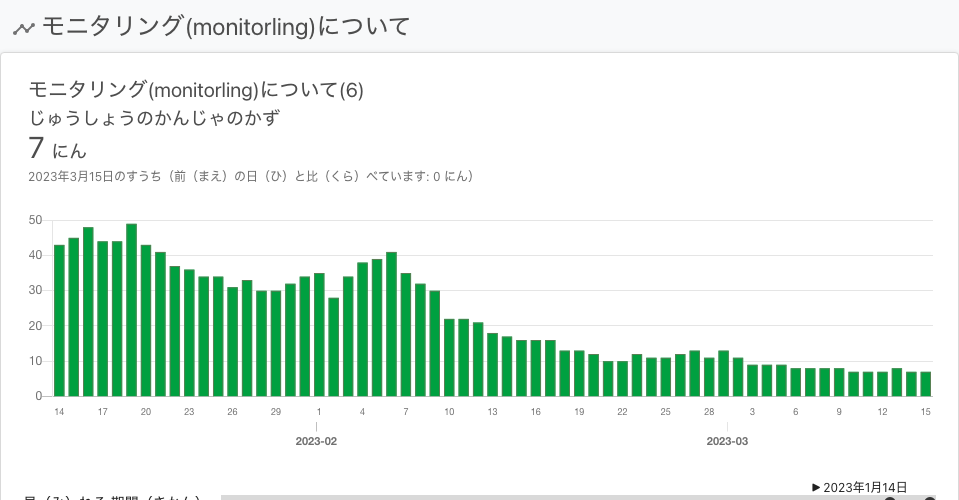 モニタリング(monitorling)について
モニタリング(monitorling)について(6)
じゅうしょうのかんじゃのかず
7 にん
2023年3月15日のすうち（前（まえ）の日（ひ）と比（くら）べています: 0 にん）
50
40
30
20
10
0
14 17 20 23 26 29 1 4 7 10 13 16 19 22 25 28 3 6 9 12 15
2023-02 2023-03
▶ 2023年1月14日